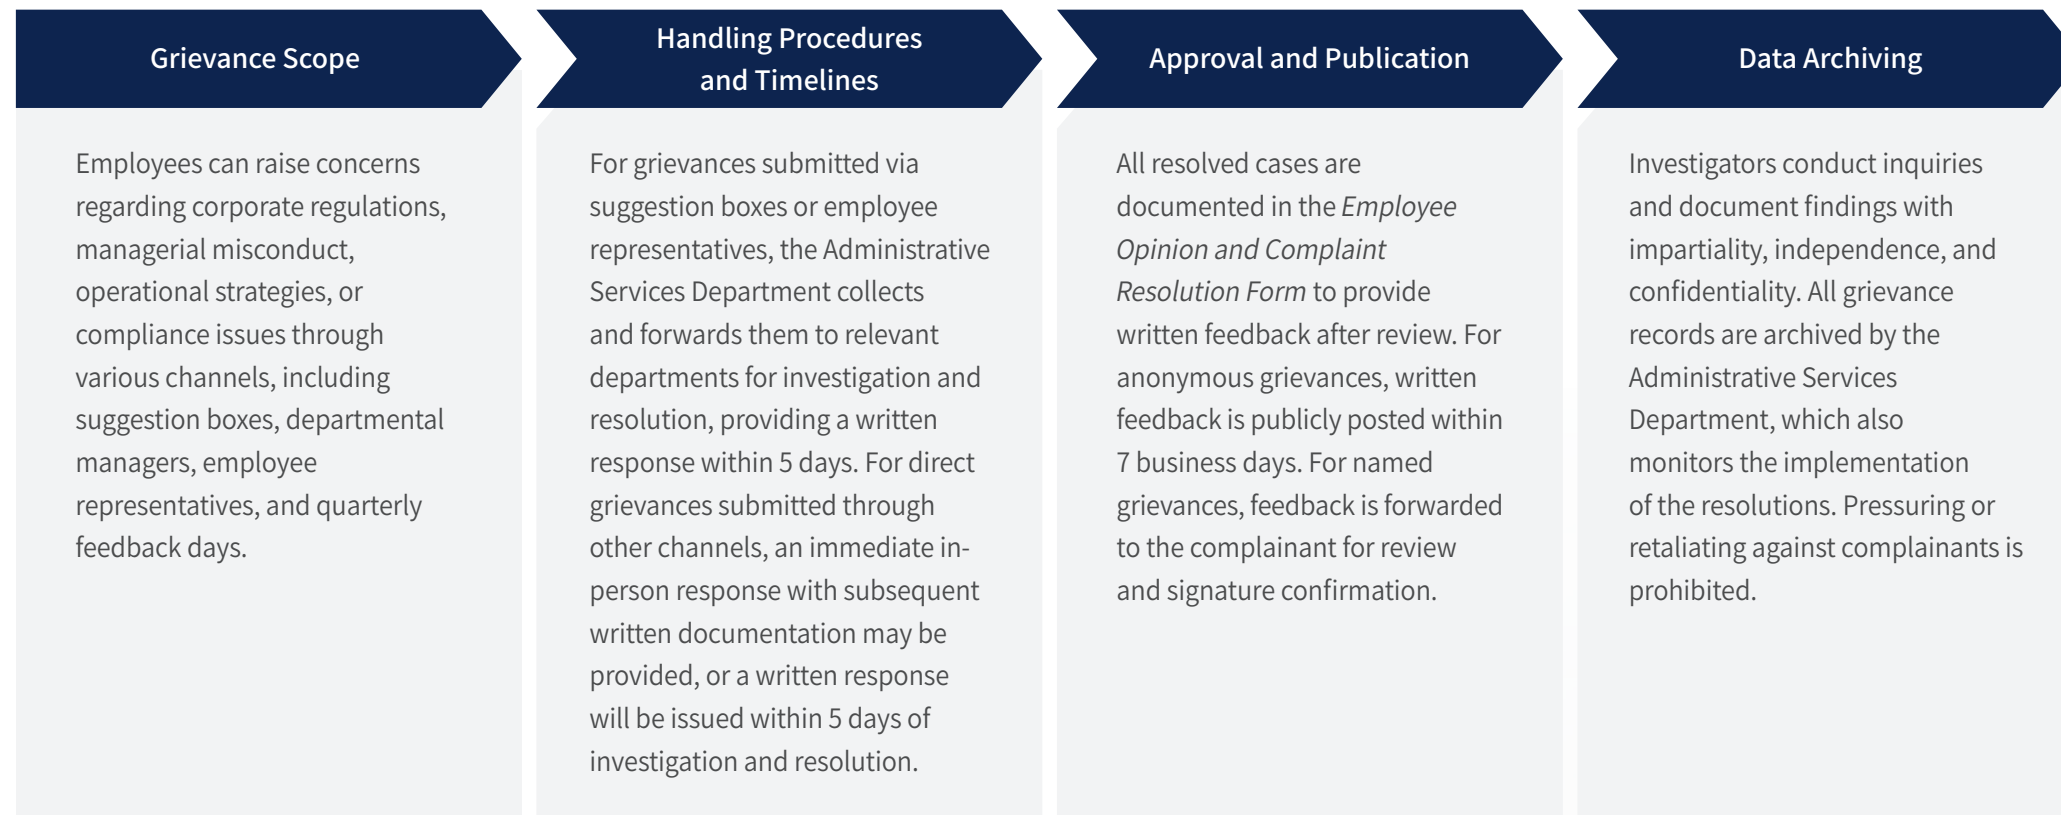 Grievance Scope
Employees can raise concerns
regarding corporate regulations,
managerial misconduct,
operational strategies, or
compliance issues through
various channels, including
suggestion boxes, departmental
managers, employee
representatives, and quarterly
feedback days.
Handling Procedures
and Timelines
For grievances submitted via
suggestion boxes or employee
representatives, the Administrative
Services Department collects
and forwards them to relevant
departments for investigation and
resolution, providing a written
response within 5 days. For direct
grievances submitted through
other channels, an immediate in-
person response with subsequent
written documentation may be
provided, or a written response
will be issued within 5 days of
investigation and resolution.
Approval and Publication
All resolved cases are
documented in the Employee
Opinion and Complaint
Resolution Form to provide
written feedback after review. For
anonymous grievances, written
feedback is publicly posted within
7 business days. For named
grievances, feedback is forwarded
to the complainant for review
and signature confirmation.
Data Archiving
Investigators conduct inquiries
and document findings with
impartiality, independence, and
confidentiality. All grievance
records are archived by the
Administrative Services
Department, which also
monitors the implementation
of the resolutions. Pressuring or
retaliating against complainants is
prohibited.